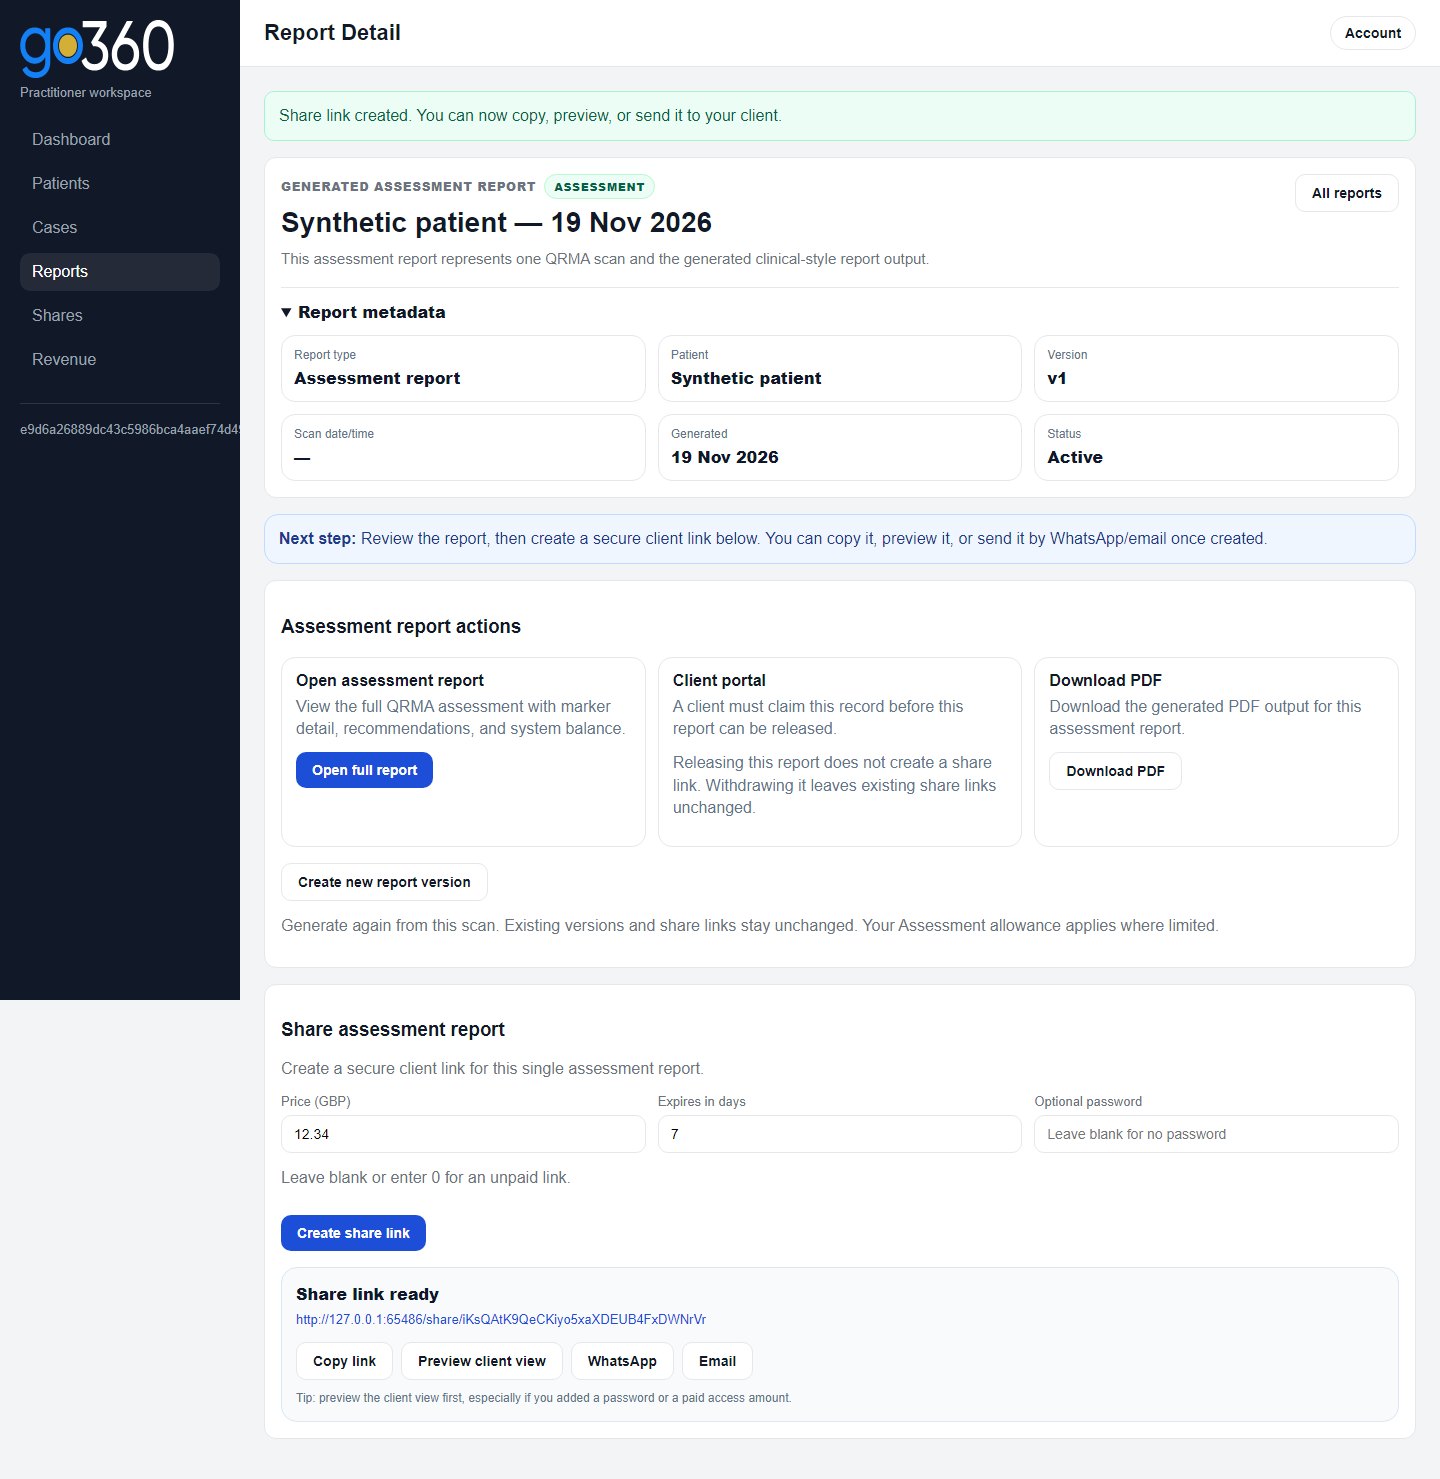 go360
Practitioner workspace
Dashboard
Patients
Cases
Reports
Shares
Revenue
e9d6a26889dc43c5986bca4aaef74d49
Report Detail
Account
Share link created. You can now copy, preview, or send it to your client.
GENERATED ASSESSMENT REPORT ASSESSMENT
All reports
Synthetic patient — 19 Nov 2026
This assessment report represents one QRMA scan and the generated clinical-style report output.
▼ Report metadata
Report type
Assessment report
Patient
Synthetic patient
Version
v1
Scan date/time
—
Generated
19 Nov 2026
Status
Active
Next step: Review the report, then create a secure client link below. You can copy it, preview it, or send it by WhatsApp/email once created.
Assessment report actions
Open assessment report
View the full QRMA assessment with marker
detail, recommendations, and system balance.
Open full report
Client portal
A client must claim this record before this
report can be released.
Releasing this report does not create a share
link. Withdrawing it leaves existing share links
unchanged.
Download PDF
Download the generated PDF output for this
assessment report.
Download PDF
Create new report version
Generate again from this scan. Existing versions and share links stay unchanged. Your Assessment allowance applies where limited.
Share assessment report
Create a secure client link for this single assessment report.
Price (GBP)
12.34
Expires in days
7
Optional password
Leave blank for no password
Leave blank or enter 0 for an unpaid link.
Create share link
Share link ready
http://127.0.0.1:65486/share/iKsQAtK9QeCKiyo5xaXDEUB4FxDWNrVr
Copy link
Preview client view
WhatsApp
Email
Tip: preview the client view first, especially if you added a password or a paid access amount.